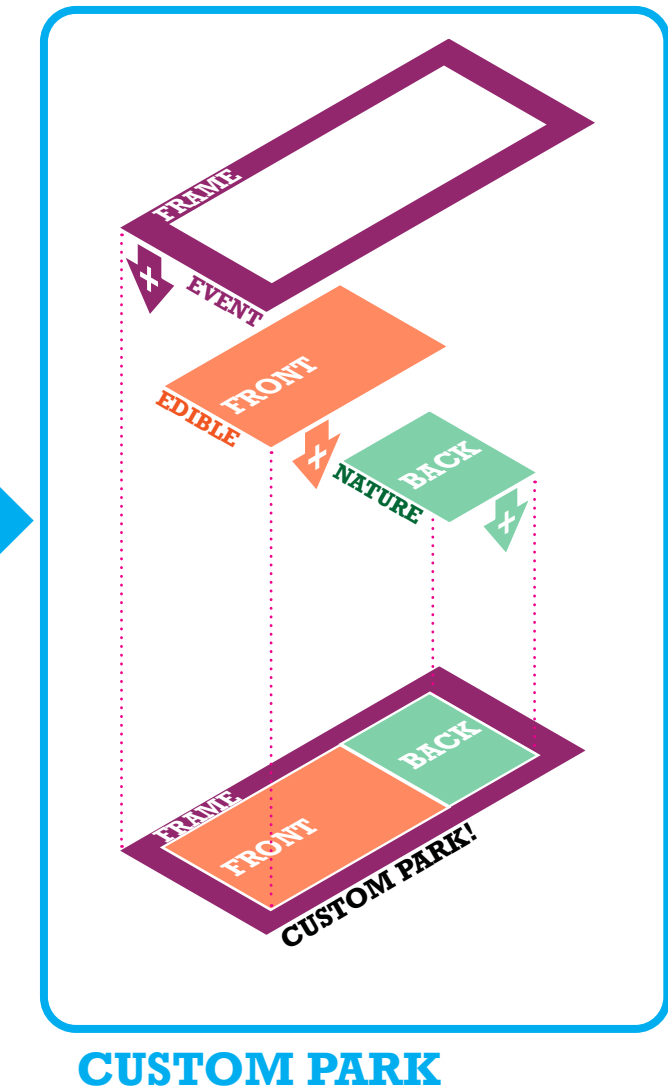 FRAME
+
EVENT
FRONT
EDIBLE
+
BACK
NATURE
+
BACK
FRAME
FRONT
CUSTOM PARK!
CUSTOM PARK